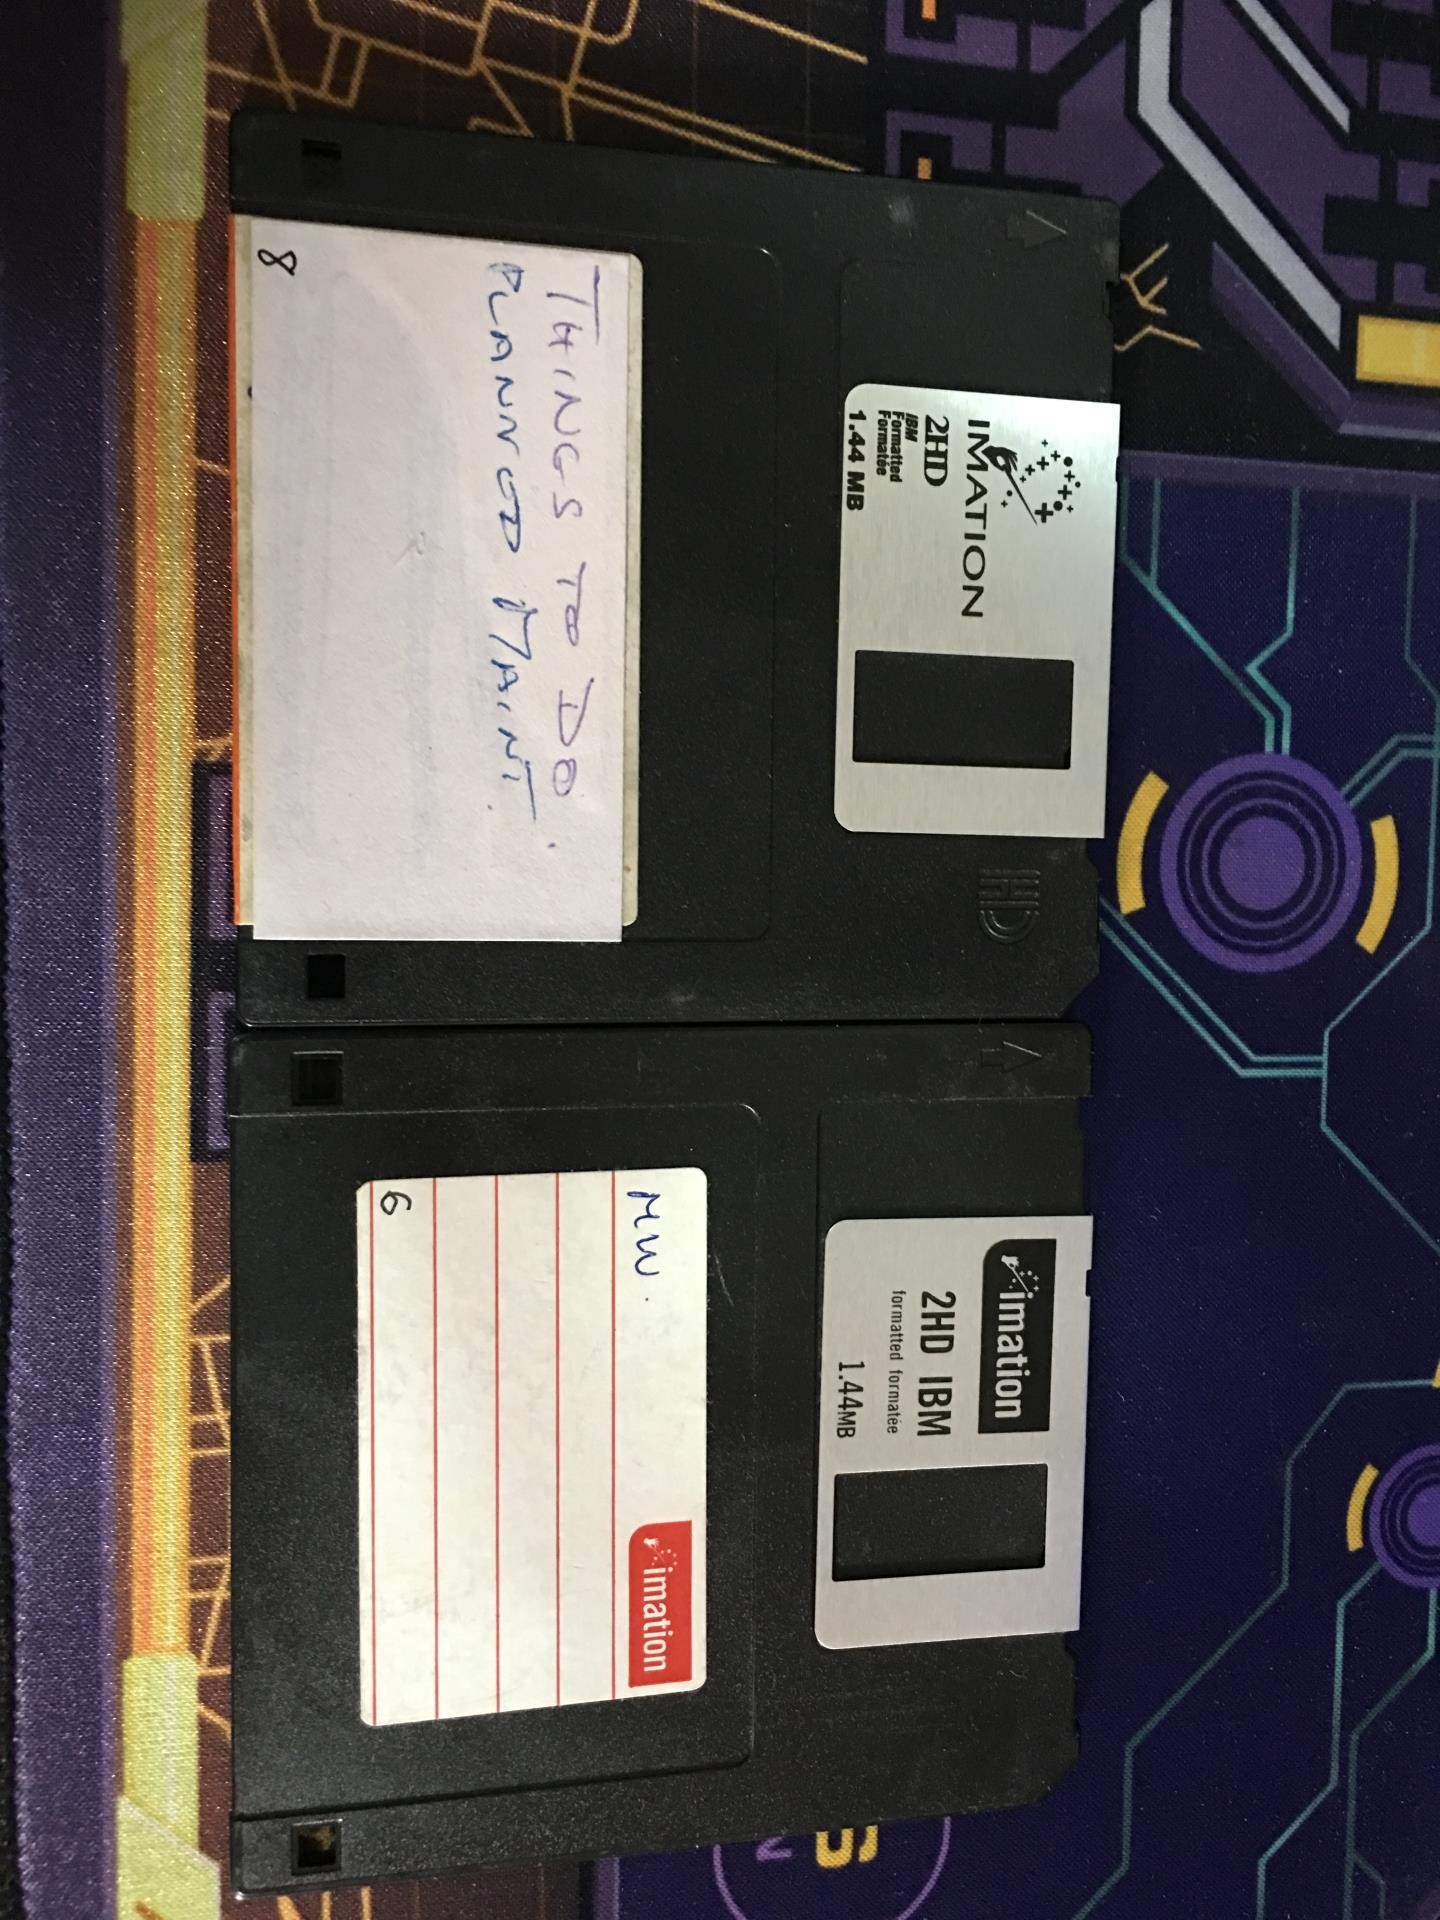 IMATION
2HD
IBM
Formatted
Formatée
1.44 MB
HD
THINGS TO DO.
PLANNED MAINT.
8
imation
2HD IBM
formatted formatée
1.44MB
MW.
imation
6